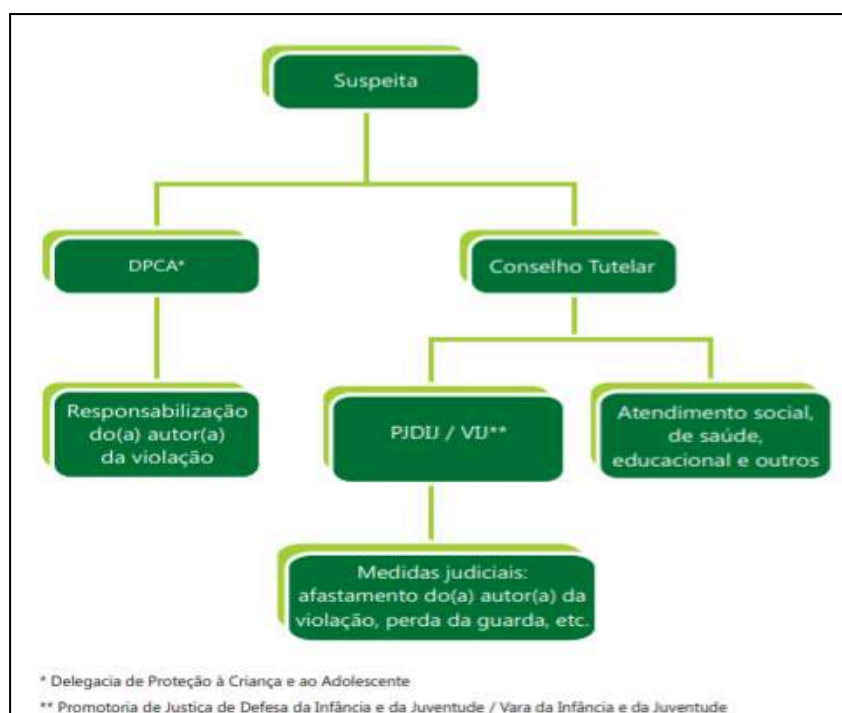 Suspeita
DPCA*
Conselho Tutelar
Responsabilização
do(a) autor(a)
da violação
PJDIJ / VIJ**
Atendimento social,
de saúde,
educacional e outros
Medidas judiciais:
afastamento do(a) autor(a) da
violação, perda da guarda, etc.
* Delegacia de Proteção à Criança e ao Adolescente
** Promotoria de Justiça de Defesa da Infância e da Juventude / Vara da Infância e da Juventude